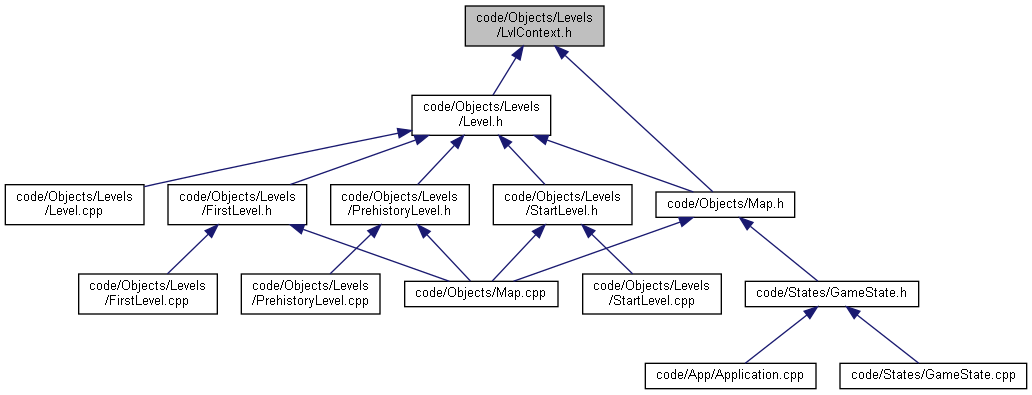 code/Objects/Levels
/LvlContext.h
code/Objects/Levels
/Level.h
code/Objects/Levels
/Level.cpp
code/Objects/Levels
/FirstLevel.h
code/Objects/Levels
/PrehistoryLevel.h
code/Objects/Levels
/StartLevel.h
code/Objects/Map.h
code/Objects/Levels
/FirstLevel.cpp
code/Objects/Levels
/PrehistoryLevel.cpp
code/Objects/Map.cpp
code/Objects/Levels
/StartLevel.cpp
code/States/GameState.h
code/App/Application.cpp
code/States/GameState.cpp